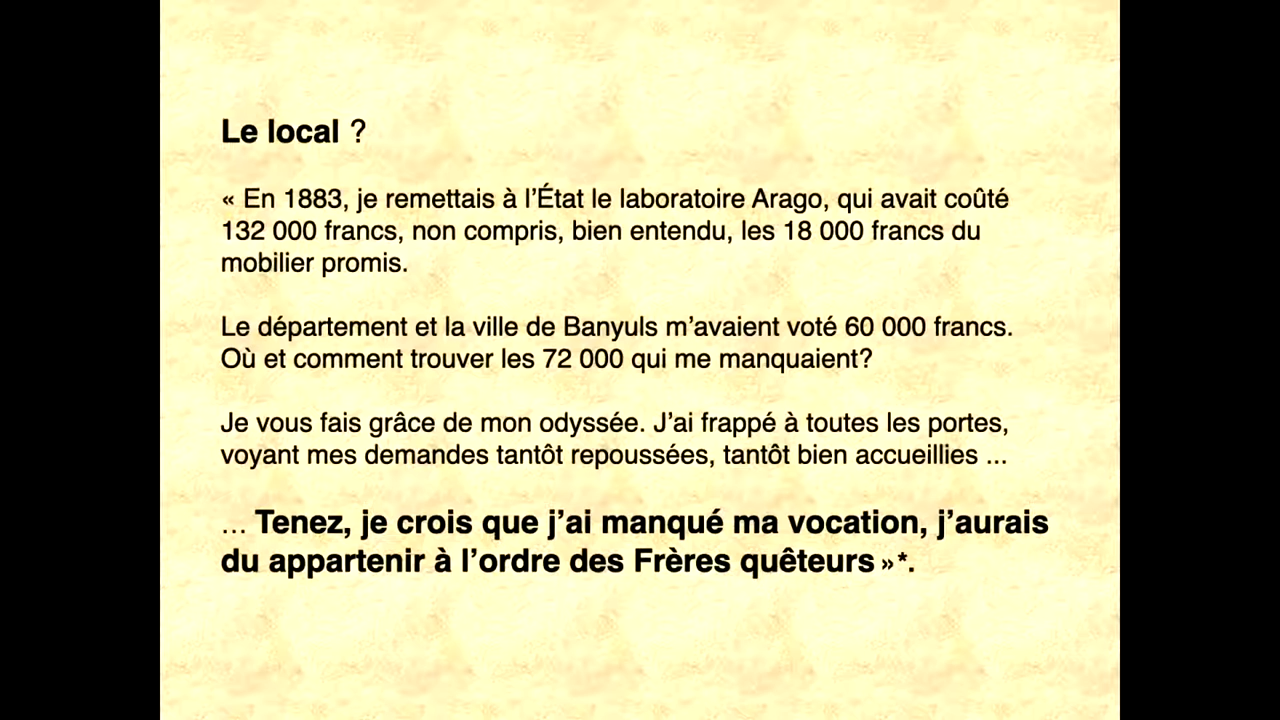 Le local ?
« En 1883, je remettais à l’État le laboratoire Arago, qui avait coûté
132 000 francs, non compris, bien entendu, les 18 000 francs du
mobilier promis.
Le département et la ville de Banyuls m’avaient voté 60 000 francs.
Où et comment trouver les 72 000 qui me manquaient?
Je vous fais grâce de mon odyssée. J’ai frappé à toutes les portes,
voyant mes demandes tantôt repoussées, tantôt bien accueillies ...
... Tenez, je crois que j’ai manqué ma vocation, j’aurais
du appartenir à l’ordre des Frères quêteurs »*.